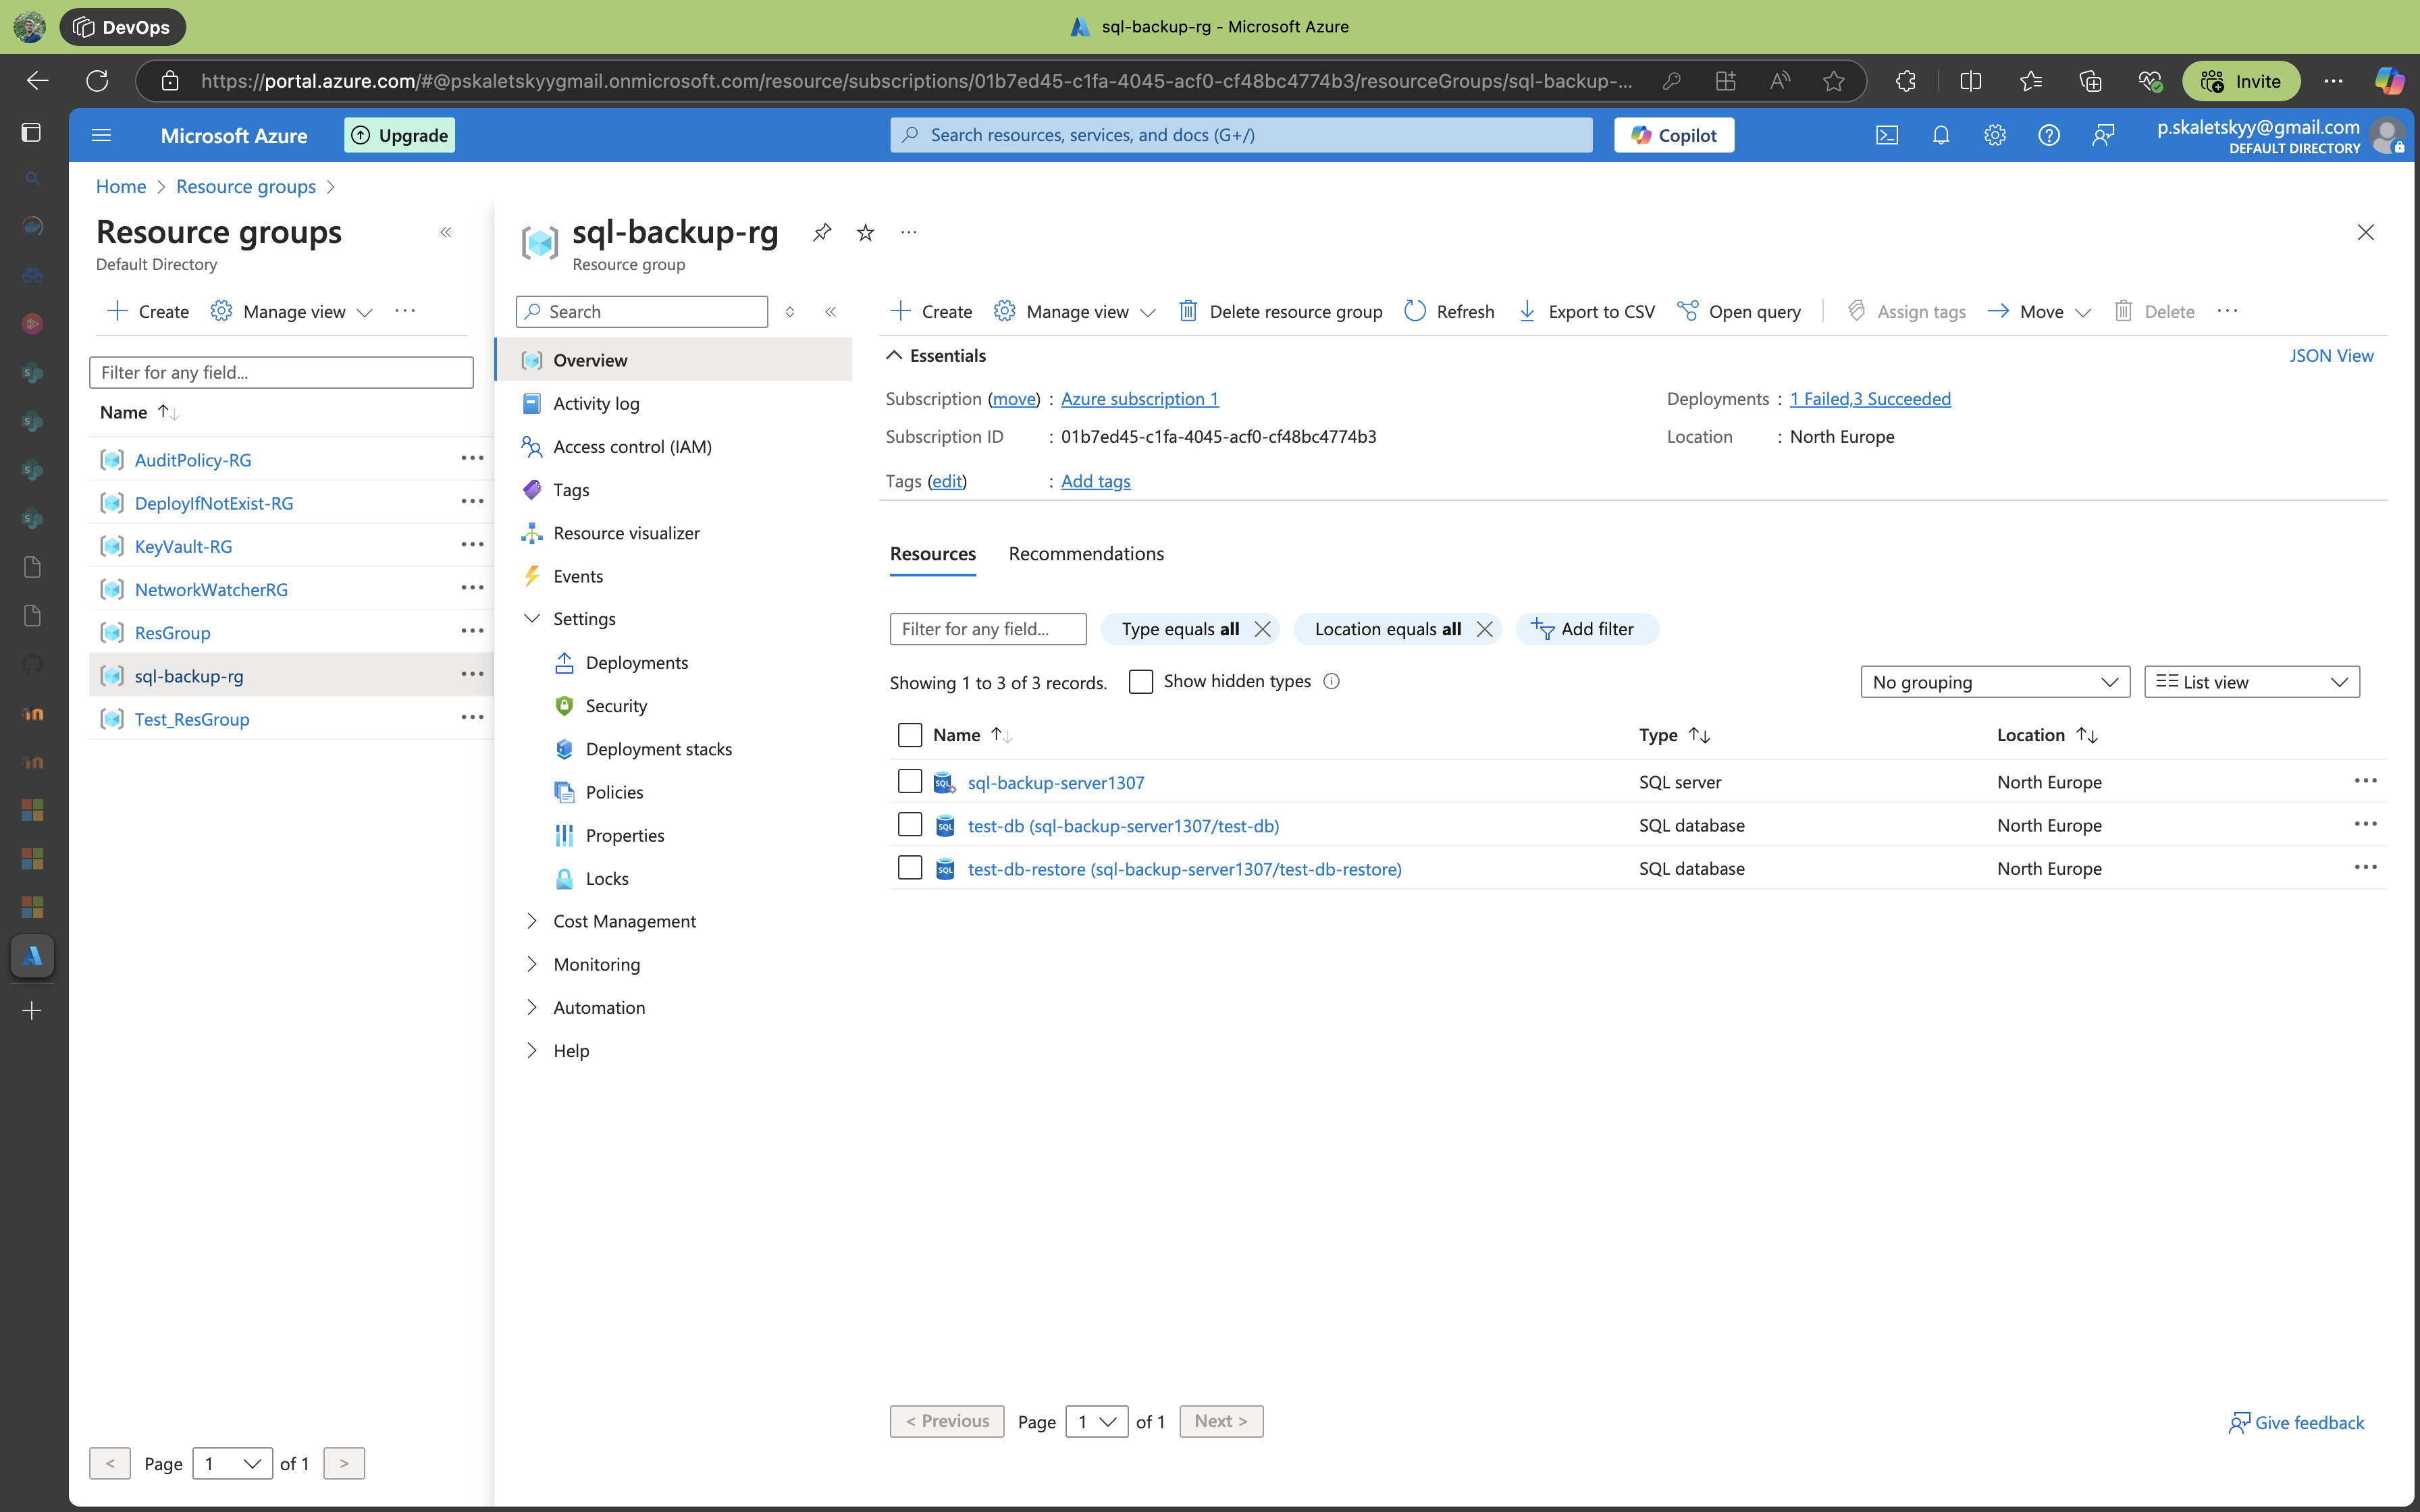 DevOps
sql-backup-rg - Microsoft Azure
https://portal.azure.com/#@pskaletskyygmail.onmicrosoft.com/resource/subscriptions/01b7ed45-c1fa-4045-acf0-cf48bc4774b3/resourceGroups/sql-backup-...
Invite
Microsoft Azure
Upgrade
Search resources, services, and docs (G+/)
Copilot
p.skaletskyy@gmail.com
DEFAULT DIRECTORY
Home > Resource groups >
Resource groups
Default Directory
Create
Manage view
Filter for any field...
Name
AuditPolicy-RG
DeployIfNotExist-RG
KeyVault-RG
NetworkWatcherRG
ResGroup
sql-backup-rg
Test_ResGroup
< Page 1 of 1 >
sql-backup-rg
Resource group
Search
Overview
Activity log
Access control (IAM)
Tags
Resource visualizer
Events
Settings
Deployments
Security
Deployment stacks
Policies
Properties
Locks
Cost Management
Monitoring
Automation
Help
Create Manage view Delete resource group Refresh Export to CSV Open query Assign tags Move Delete
Essentials
JSON View
Subscription (move) : Azure subscription 1
Deployments : 1 Failed,3 Succeeded
Subscription ID : 01b7ed45-c1fa-4045-acf0-cf48bc4774b3
Location : North Europe
Tags (edit) : Add tags
Resources Recommendations
Filter for any field... Type equals all Location equals all Add filter
Showing 1 to 3 of 3 records. Show hidden types
No grouping List view
Name Type Location
sql-backup-server1307 SQL server North Europe
test-db (sql-backup-server1307/test-db) SQL database North Europe
test-db-restore (sql-backup-server1307/test-db-restore) SQL database North Europe
< Previous Page 1 of 1 Next >
Give feedback